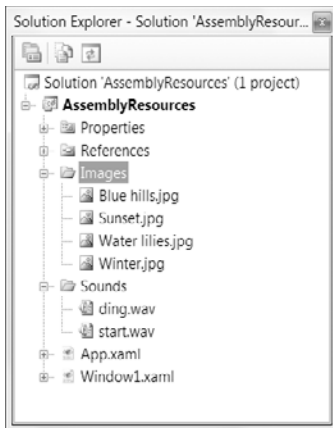 Solution Explorer - Solution 'AssemblyResour...
Solution 'AssemblyResources' (1 project)
AssemblyResources
Properties
References
Images
Blue hills.jpg
Sunset.jpg
Water lilies.jpg
Winter.jpg
Sounds
ding.wav
start.wav
App.xaml
Window1.xaml